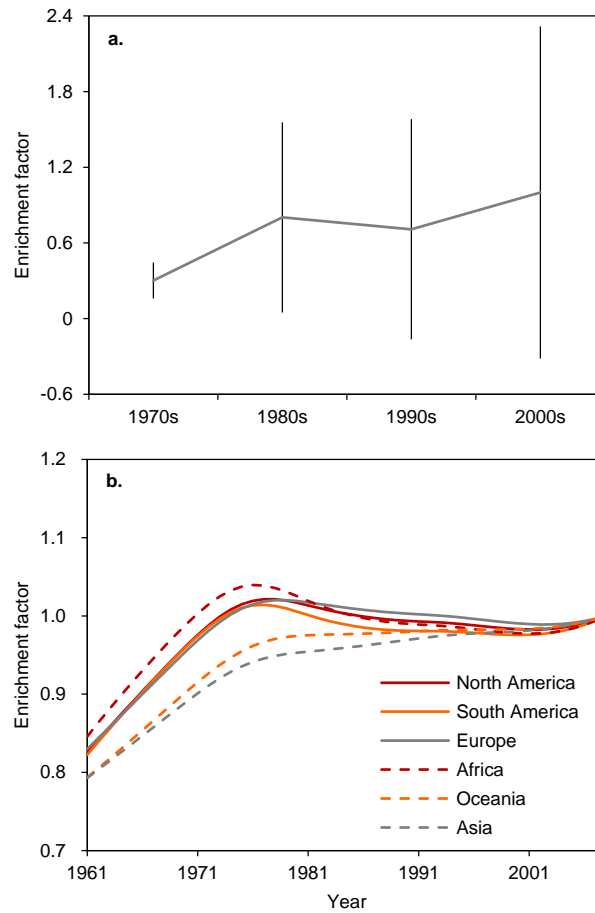 a.
2.4
1.8
1.2
0.6
0
-0.6
Enrichment factor
1970s 1980s 1990s 2000s
b.
1.2
1.1
1.0
0.9
0.8
0.7
Enrichment factor
North America
South America
Europe
Africa
Oceania
Asia
1961 1971 1981 1991 2001
Year